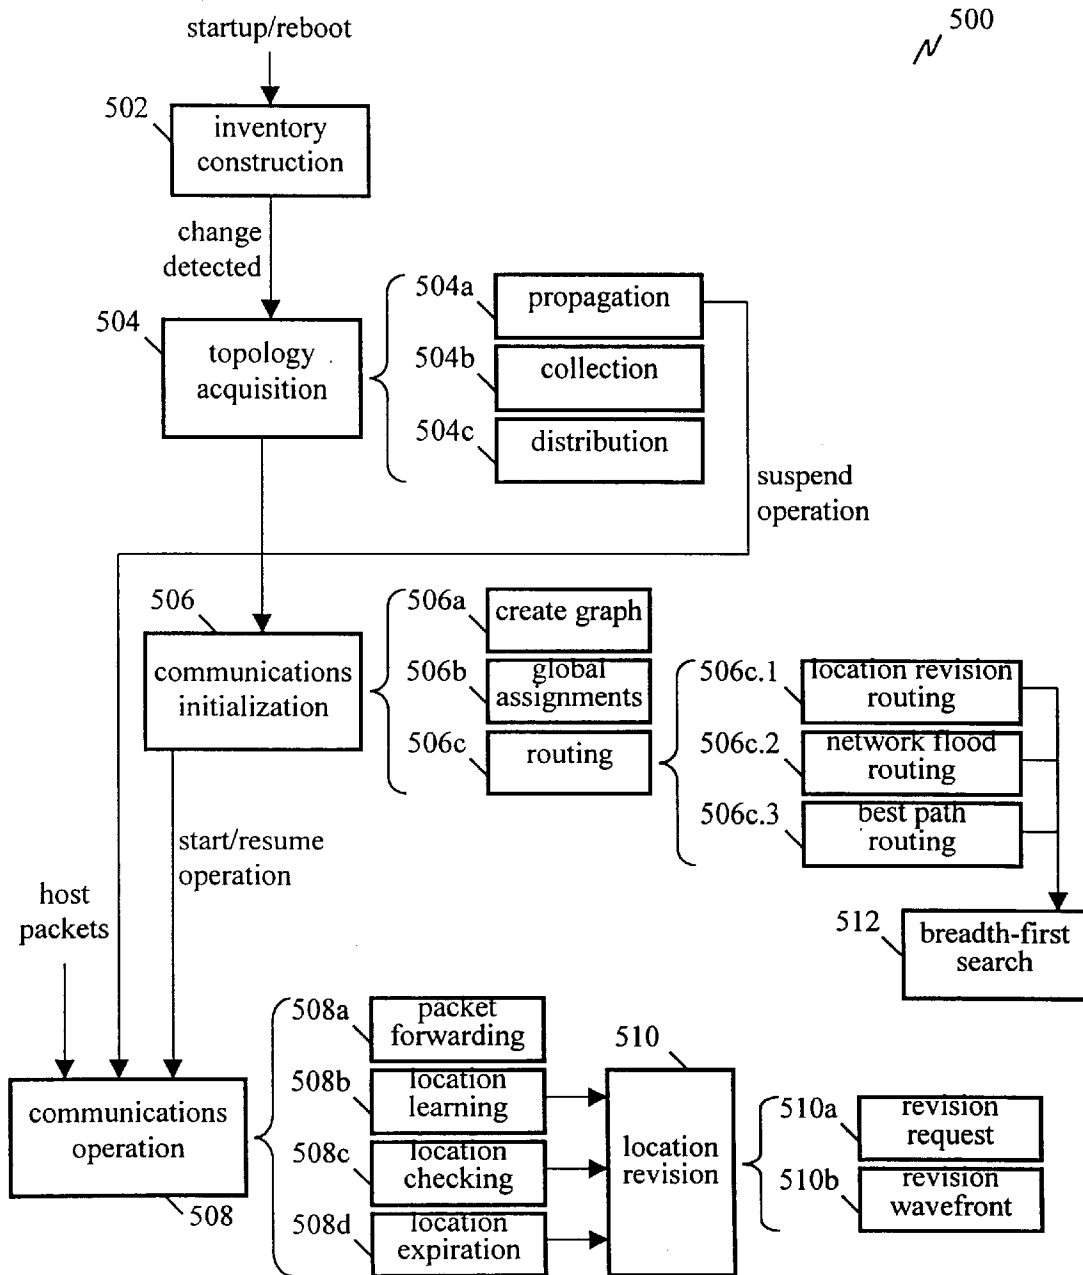 startup/reboot
500
502
inventory
construction
change
detected
504
topology
acquisition
504a
propagation
504b
collection
504c
distribution
suspend
operation
506
communications
initialization
506a
create graph
506b
global
assignments
506c
routing
506c.1
location revision
routing
506c.2
network flood
routing
506c.3
best path
routing
start/resume
operation
host
packets
512
breadth-first
search
508a
packet
forwarding
508b
location
learning
508c
location
checking
508d
location
expiration
communications
operation
508
510
location
revision
510a
revision
request
510b
revision
wavefront